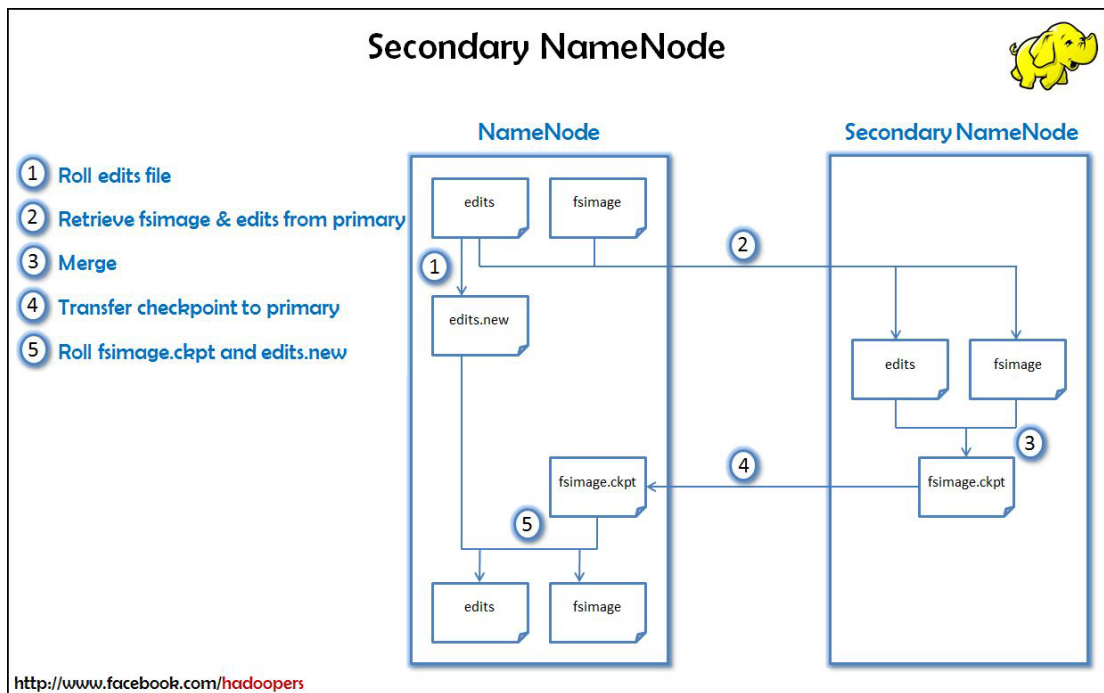 Secondary NameNode
NameNode
Secondary NameNode
1 Roll edits file
2 Retrieve fsimage & edits from primary
3 Merge
4 Transfer checkpoint to primary
5 Roll fsimage.ckpt and edits.new
edits
fsimage
1
2
edits.new
edits
fsimage
3
fsimage.ckpt
4
fsimage.ckpt
5
edits
fsimage
http://www.facebook.com/hadoopers